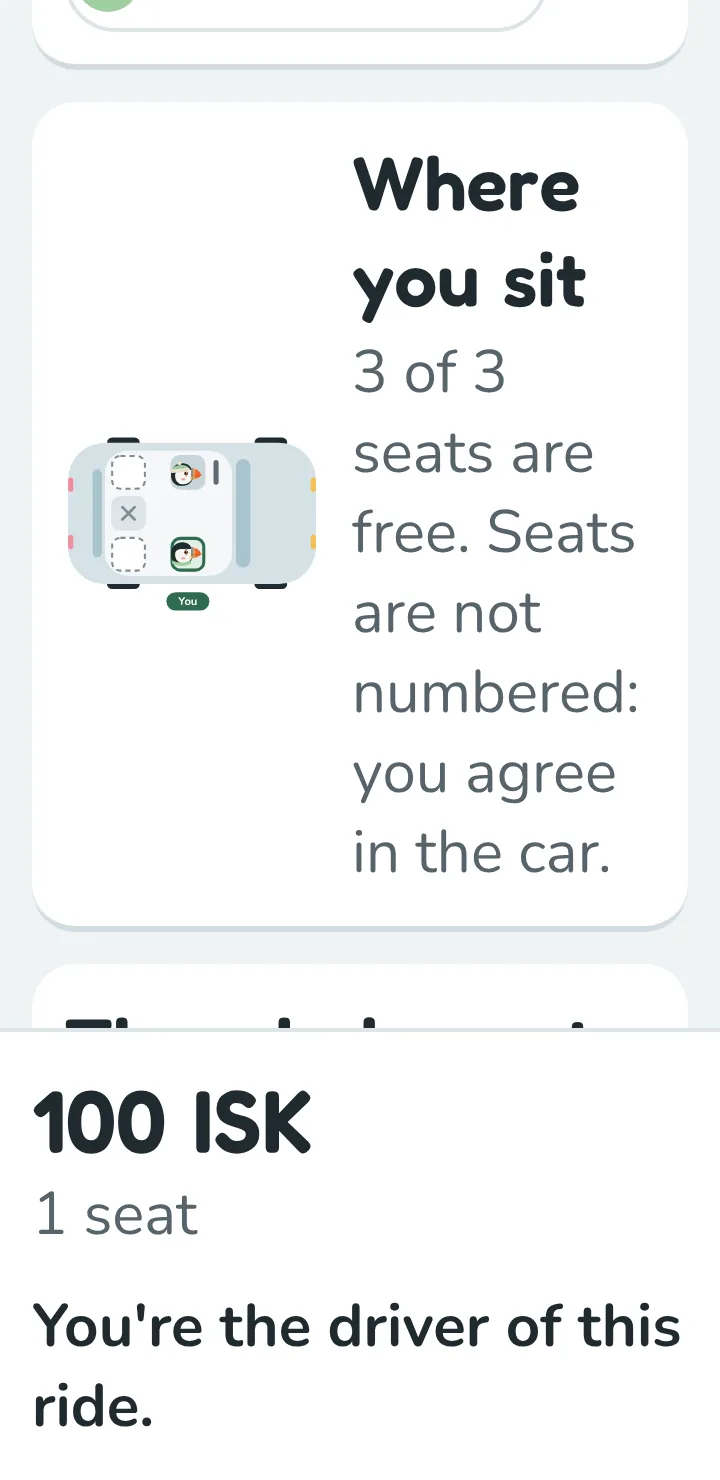 Where
you sit
3 of 3
seats are
free. Seats
are not
numbered:
you agree
in the car.
You
100 ISK
1 seat
You're the driver of this
ride.